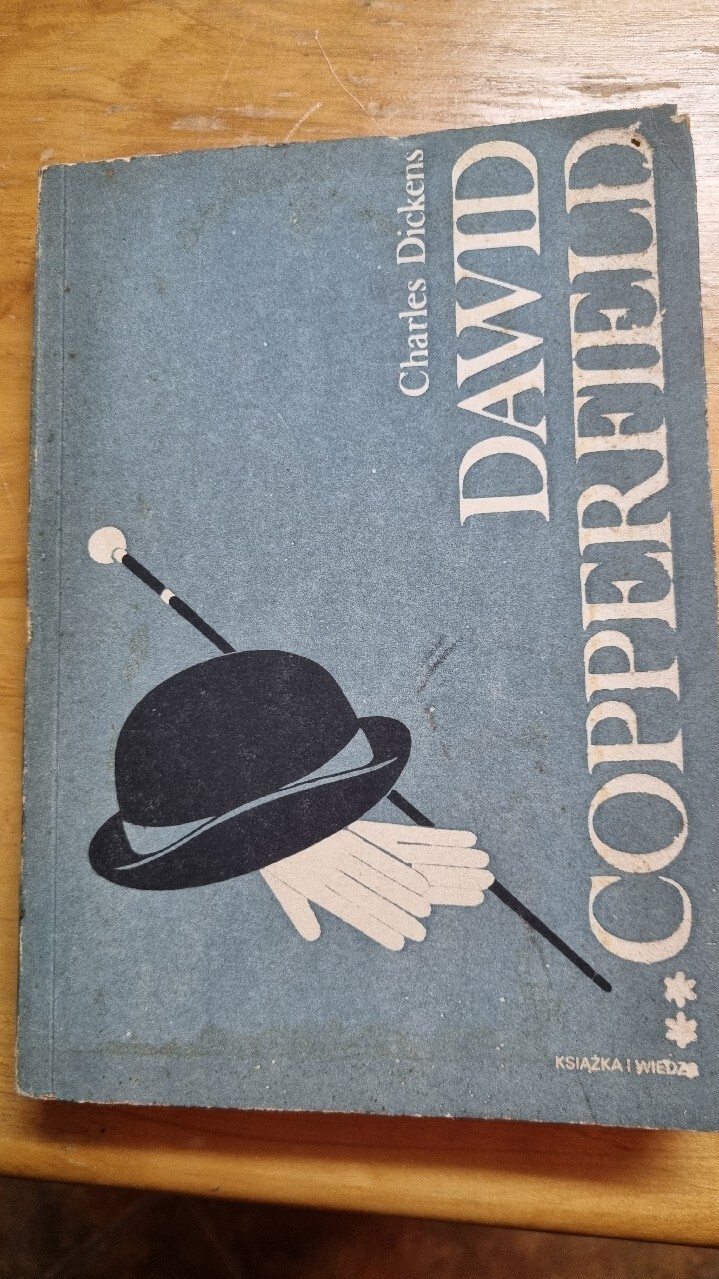 Charles Dickens
DAWID
COPPERFIELD
**
KSIĄŻKA I WIEDZA